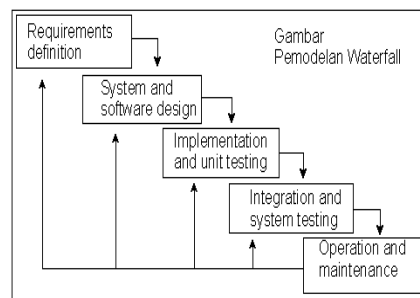 Requirements
definition
Gambar
Pemodelan Waterfall
System and
software design
Implementation
and unit testing
Integration and
system testing
Operation and
maintenance